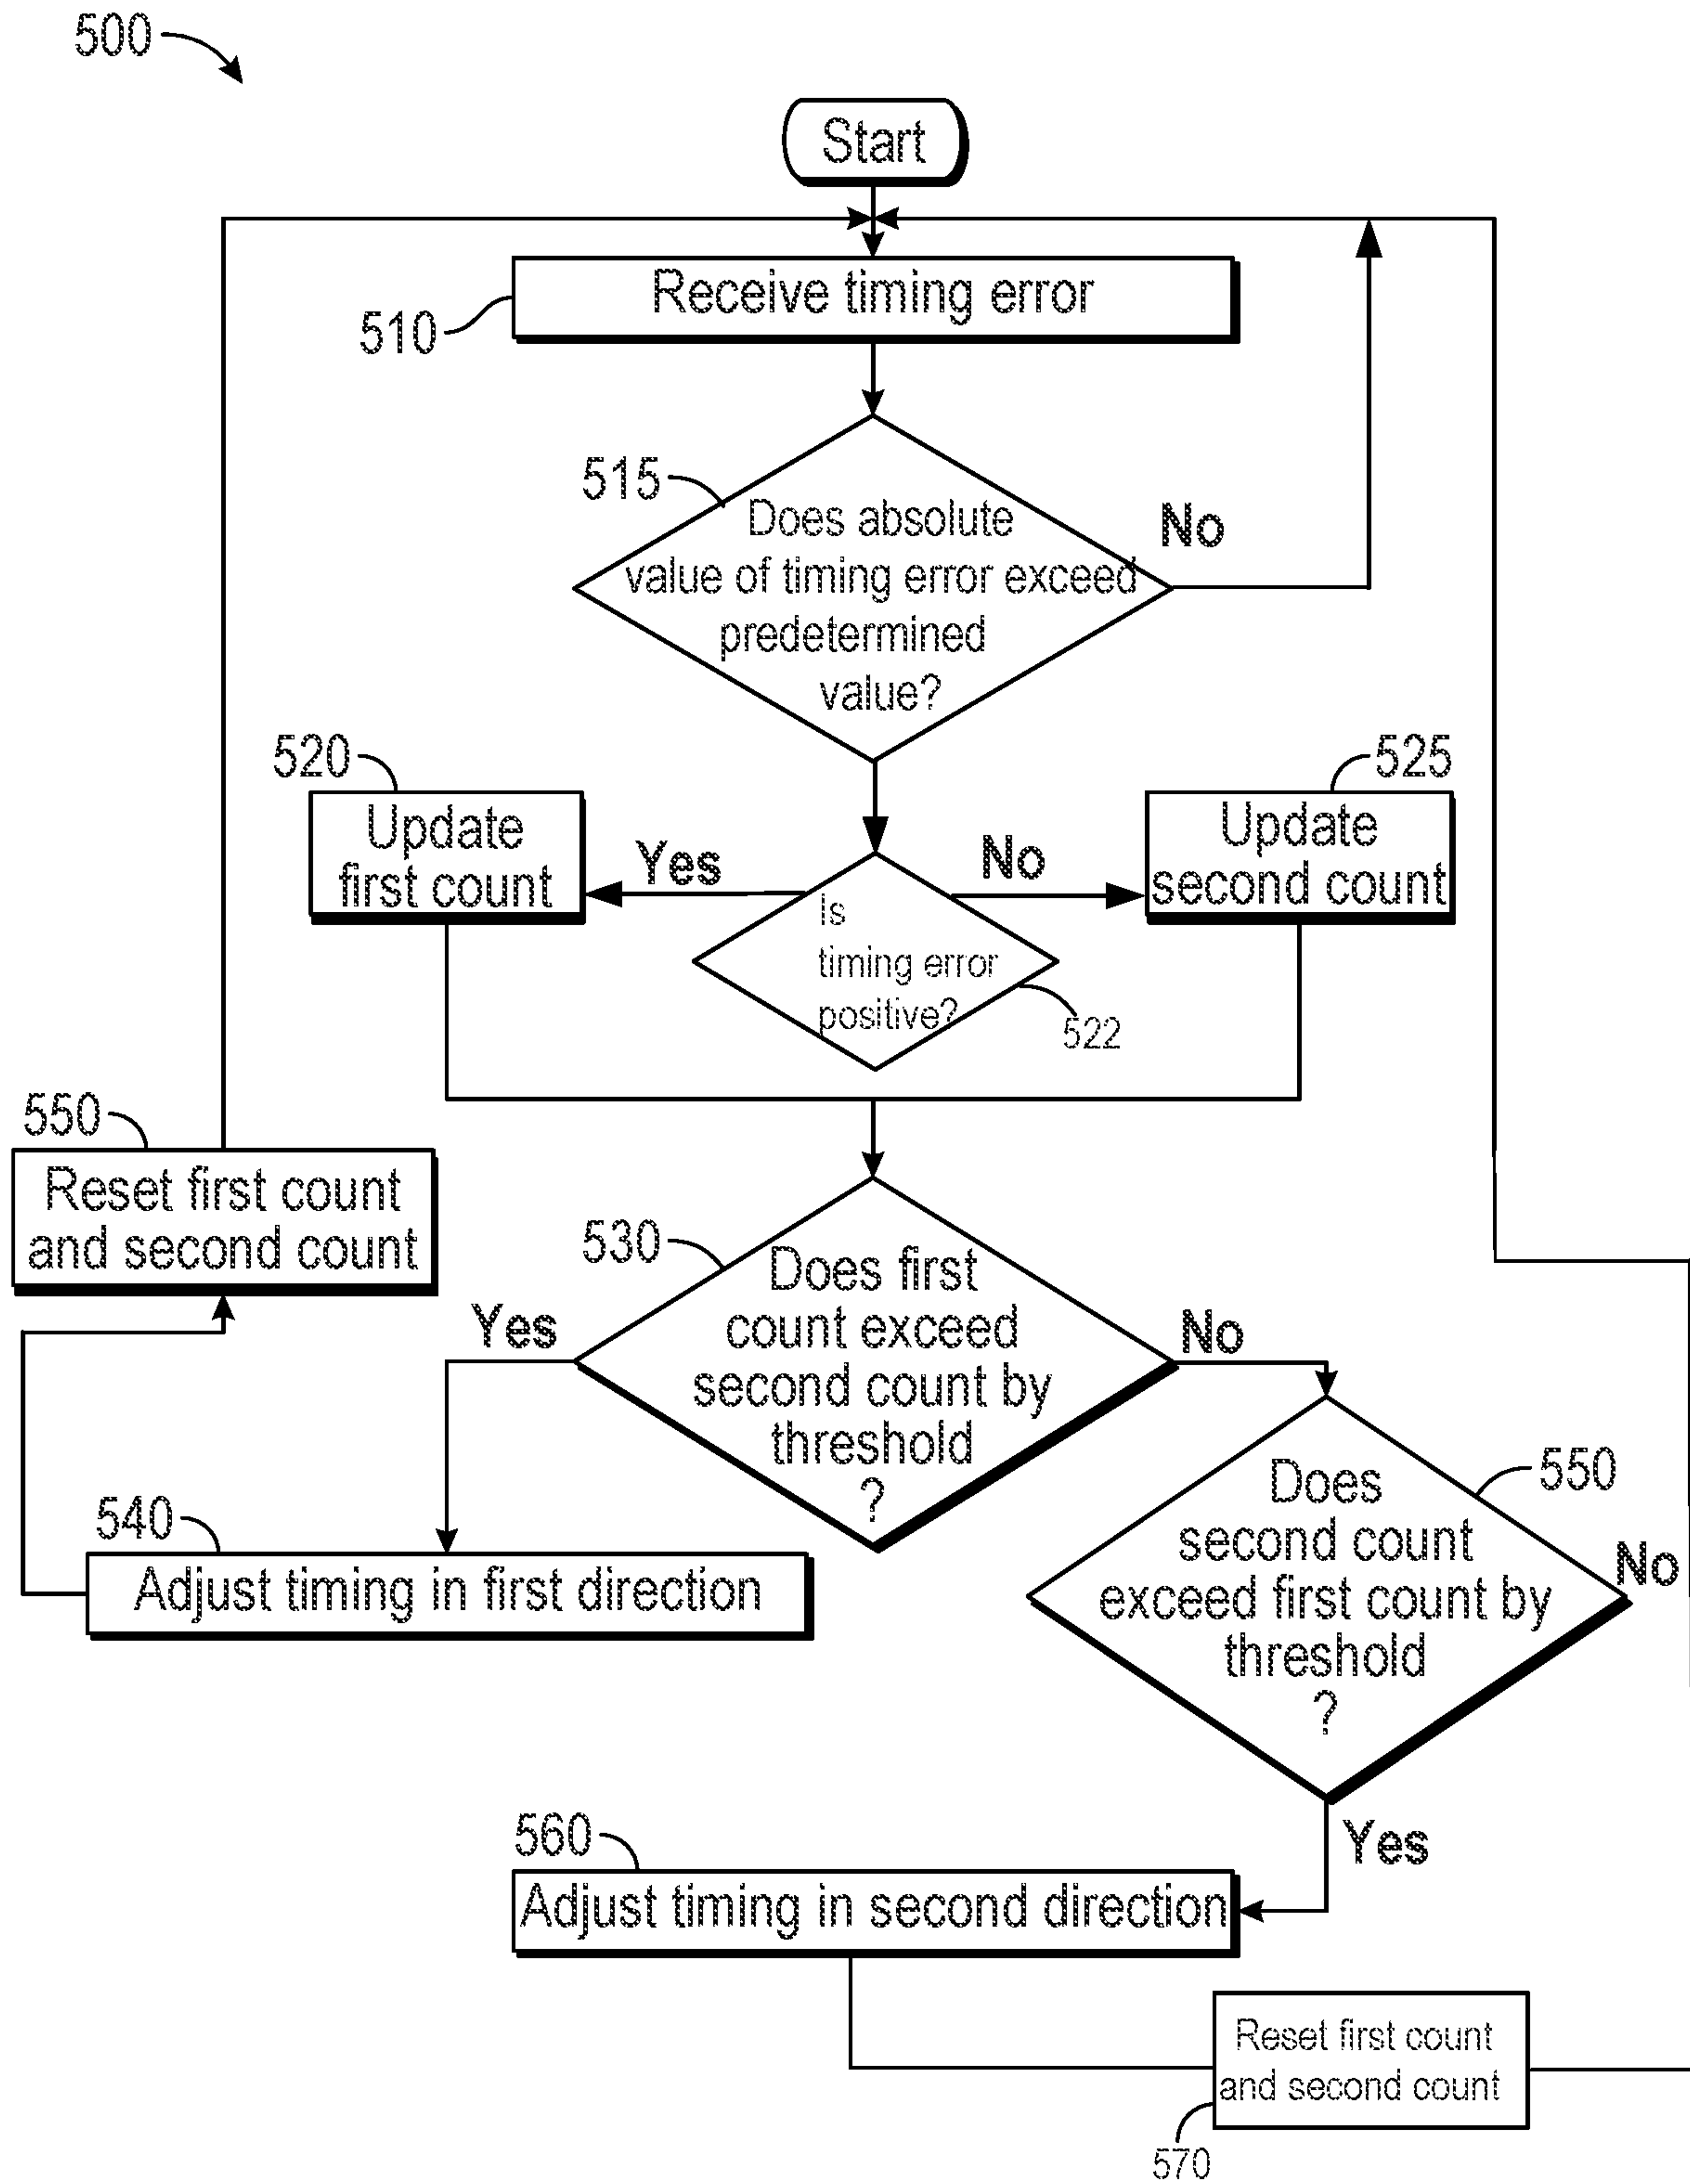 500
Start
Receive timing error
510
515
Does absolute
value of timing error exceed
predetermined
value?
No
520
Update
first count
Yes
No
525
Update
second count
is
timing error
positive?
522
550
Reset first count
and second count
530
Does first
count exceed
second count by
threshold
?
Yes
No
540
Adjust timing in first direction
550
Does
second count
exceed first count by
threshold
?
No
Yes
560
Adjust timing in second direction
Reset first count
and second count
570